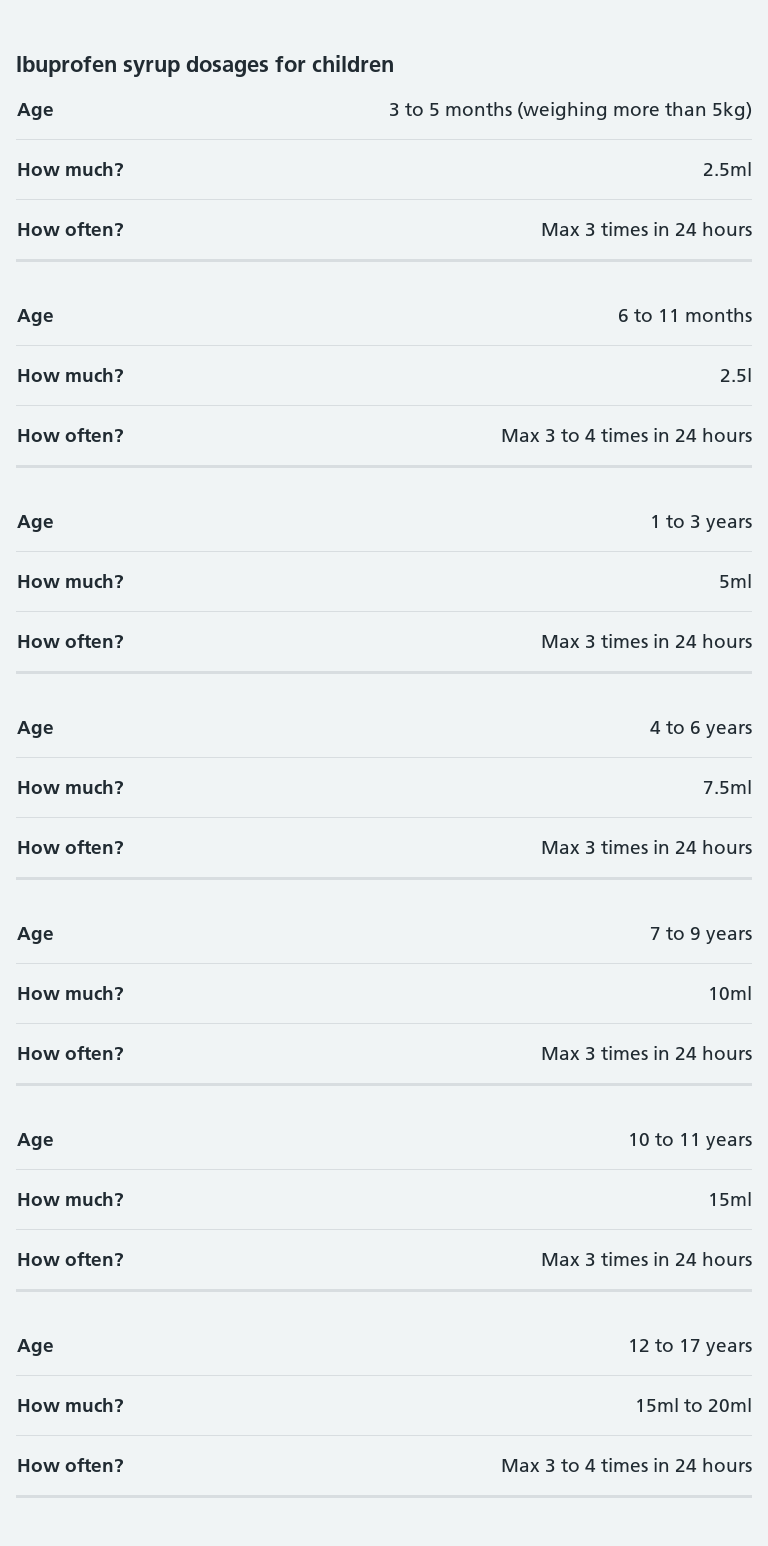 Ibuprofen syrup dosages for children
Age 3 to 5 months (weighing more than 5kg)
How much? 2.5ml
How often? Max 3 times in 24 hours
Age 6 to 11 months
How much? 2.5l
How often? Max 3 to 4 times in 24 hours
Age 1 to 3 years
How much? 5ml
How often? Max 3 times in 24 hours
Age 4 to 6 years
How much? 7.5ml
How often? Max 3 times in 24 hours
Age 7 to 9 years
How much? 10ml
How often? Max 3 times in 24 hours
Age 10 to 11 years
How much? 15ml
How often? Max 3 times in 24 hours
Age 12 to 17 years
How much? 15ml to 20ml
How often? Max 3 to 4 times in 24 hours